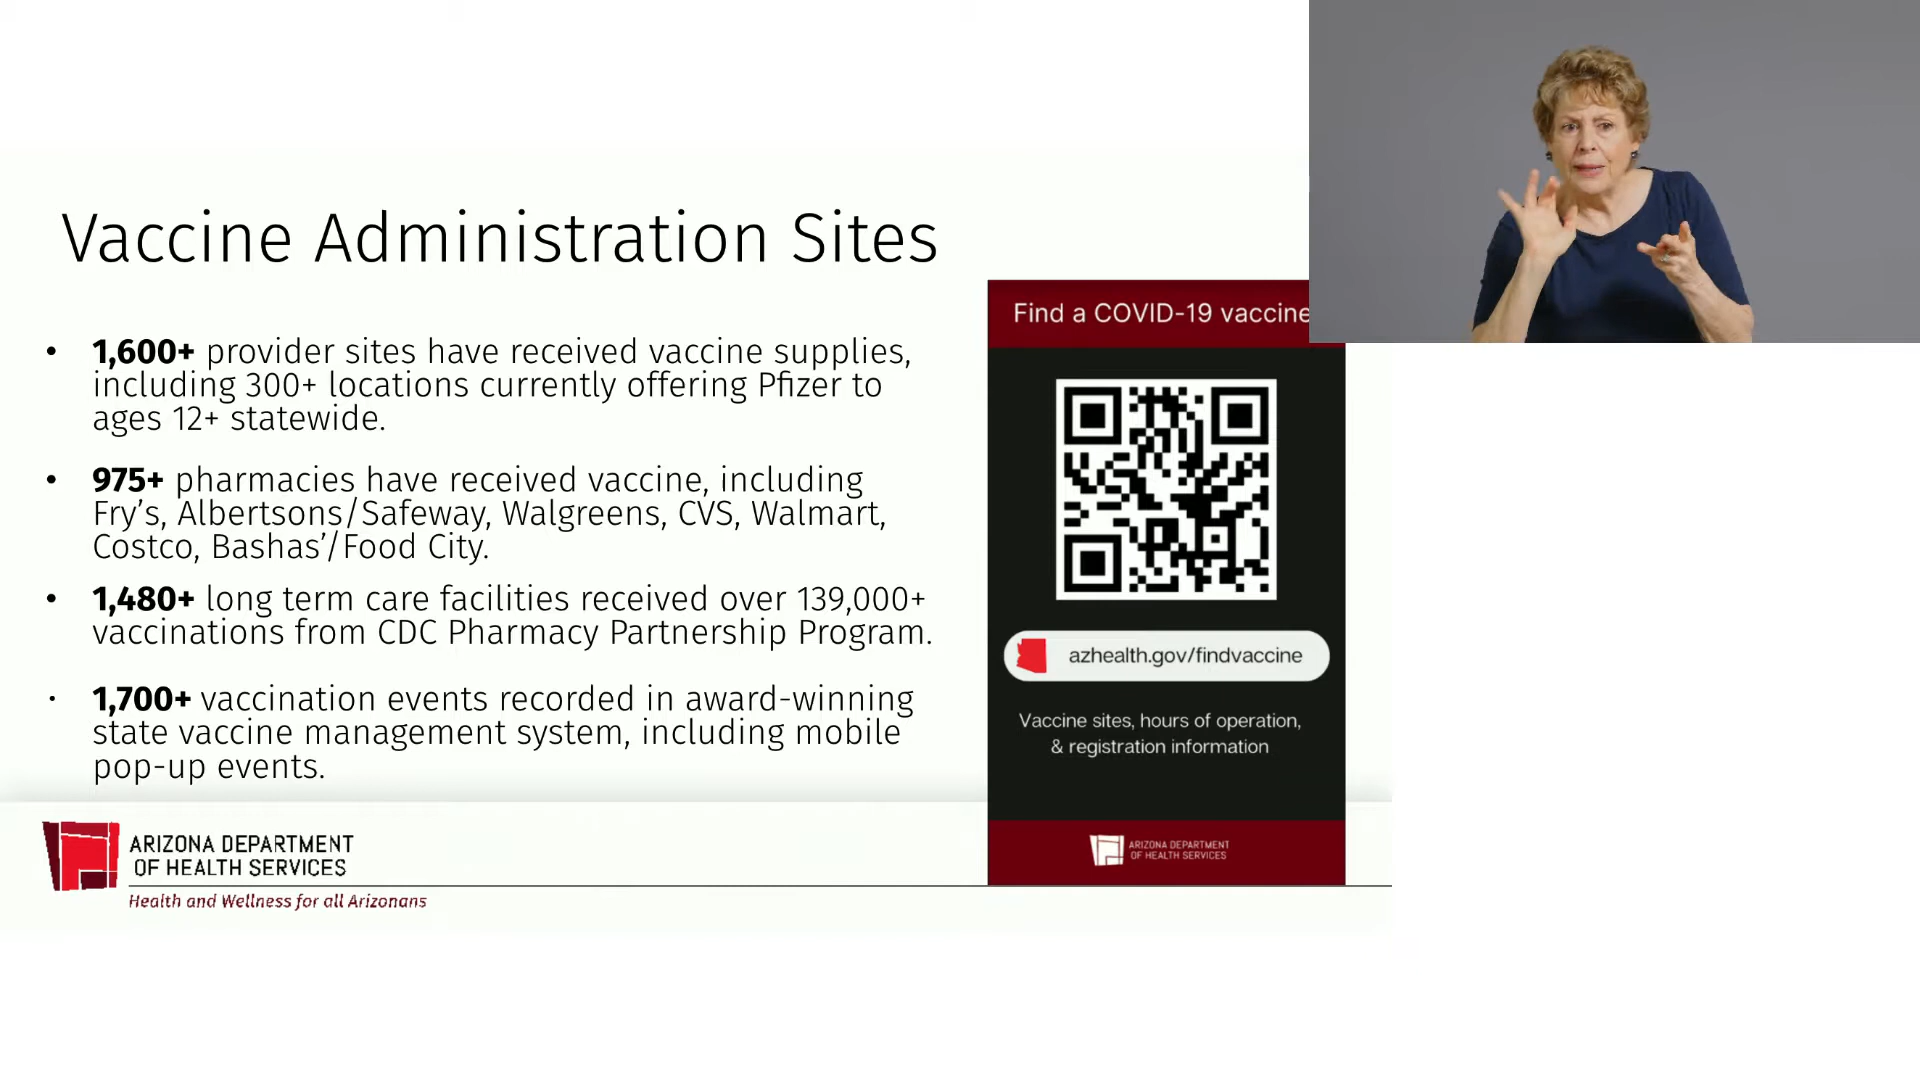 Vaccine Administration Sites
• 1,600+ provider sites have received vaccine supplies,
including 300+ locations currently offering Pfizer to
ages 12+ statewide.
• 975+ pharmacies have received vaccine, including
Fry’s, Albertsons/Safeway, Walgreens, CVS, Walmart,
Costco, Bashas’/Food City.
• 1,480+ long term care facilities received over 139,000+
vaccinations from CDC Pharmacy Partnership Program.
• 1,700+ vaccination events recorded in award-winning
state vaccine management system, including mobile
pop-up events.
Find a COVID-19 vaccine
azhealth.gov/findvaccine
Vaccine sites, hours of operation,
& registration information
ARIZONA DEPARTMENT
OF HEALTH SERVICES
ARIZONA DEPARTMENT
OF HEALTH SERVICES
Health and Wellness for all Arizonans